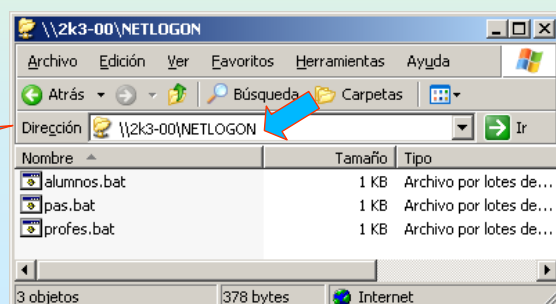 \\2k3-00\NETLOGON
Archivo Edición Ver Favoritos Herramientas Ayuda
Atrás Búsqueda Carpetas
Dirección \\2k3-00\NETLOGON Ir
Nombre Tamaño Tipo
alumnos.bat 1 KB Archivo por lotes de...
pas.bat 1 KB Archivo por lotes de...
profes.bat 1 KB Archivo por lotes de...
3 objetos 378 bytes Internet